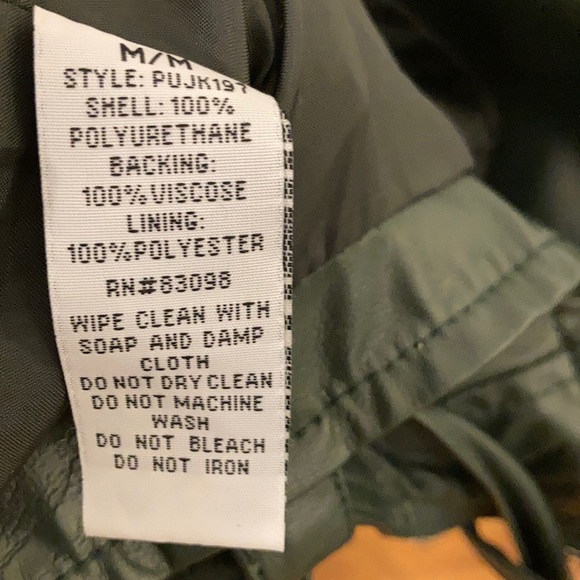 M/M
STYLE: PUJK197
SHELL: 100%
POLYURETHANE
BACKING:
100% VISCOSE
LINING:
100%POLYESTER
RN#83098
WIPE CLEAN WITH
SOAP AND DAMP
CLOTH
DO NOT DRY CLEAN
DO NOT MACHINE
WASH
DO NOT BLEACH
DO NOT IRON